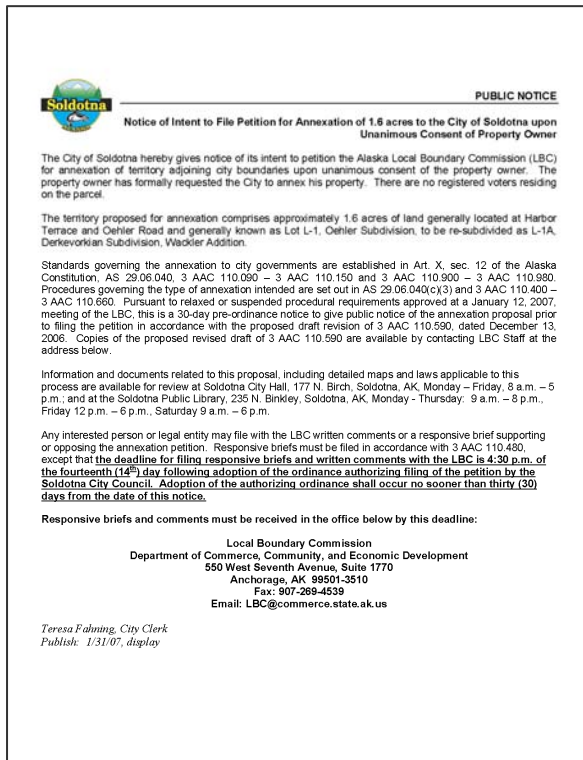 Soldotna
PUBLIC NOTICE
Notice of Intent to File Petition for Annexation of 1.6 acres to the City of Soldotna upon
Unanimous Consent of Property Owner
The City of Soldotna hereby gives notice of its intent to petition the Alaska Local Boundary Commission (LBC)
for annexation of territory adjoining city boundaries upon unanimous consent of the property owner. The
property owner has formally requested the City to annex his property. There are no registered voters residing
on the parcel.
The territory proposed for annexation comprises approximately 1.6 acres of land generally located at Harbor
Terrace and Oehler Road and generally known as Lot L-1, Oehler Subdivision, to be re-subdivided as L-1A,
Derkevorkian Subdivision, Wackler Addition.
Standards governing the annexation to city governments are established in Art. X, sec. 12 of the Alaska
Constitution, AS 29.06.040, 3 AAC 110.090 – 3 AAC 110.150 and 3 AAC 110.900 – 3 AAC 110.980.
Procedures governing the type of annexation intended are set out in AS 29.06.040(c)(3) and 3 AAC 110.400 –
3 AAC 110.660. Pursuant to relaxed or suspended procedural requirements approved at a January 12, 2007,
meeting of the LBC, this is a 30-day pre-ordinance notice to give public notice of the annexation proposal prior
to filing the petition in accordance with the proposed draft revision of 3 AAC 110.590, dated December 13,
2006. Copies of the proposed revised draft of 3 AAC 110.590 are available by contacting LBC Staff at the
address below.
Information and documents related to this proposal, including detailed maps and laws applicable to this
process are available for review at Soldotna City Hall, 177 N. Birch, Soldotna, AK, Monday – Friday, 8 a.m. – 5
p.m.; and at the Soldotna Public Library, 235 N. Binkley, Soldotna, AK, Monday - Thursday: 9 a.m. – 8 p.m.,
Friday 12 p.m. – 6 p.m., Saturday 9 a.m. – 6 p.m.
Any interested person or legal entity may file with the LBC written comments or a responsive brief supporting
or opposing the annexation petition. Responsive briefs must be filed in accordance with 3 AAC 110.480,
except that the deadline for filing responsive briefs and written comments with the LBC is 4:30 p.m. of
the fourteenth (14th) day following adoption of the ordinance authorizing filing of the petition by the
Soldotna City Council. Adoption of the authorizing ordinance shall occur no sooner than thirty (30)
days from the date of this notice.
Responsive briefs and comments must be received in the office below by this deadline:
Local Boundary Commission
Department of Commerce, Community, and Economic Development
550 West Seventh Avenue, Suite 1770
Anchorage, AK 99501-3510
Fax: 907-269-4539
Email: LBC@commerce.state.ak.us
Teresa Fahning, City Clerk
Publish: 1/31/07, display